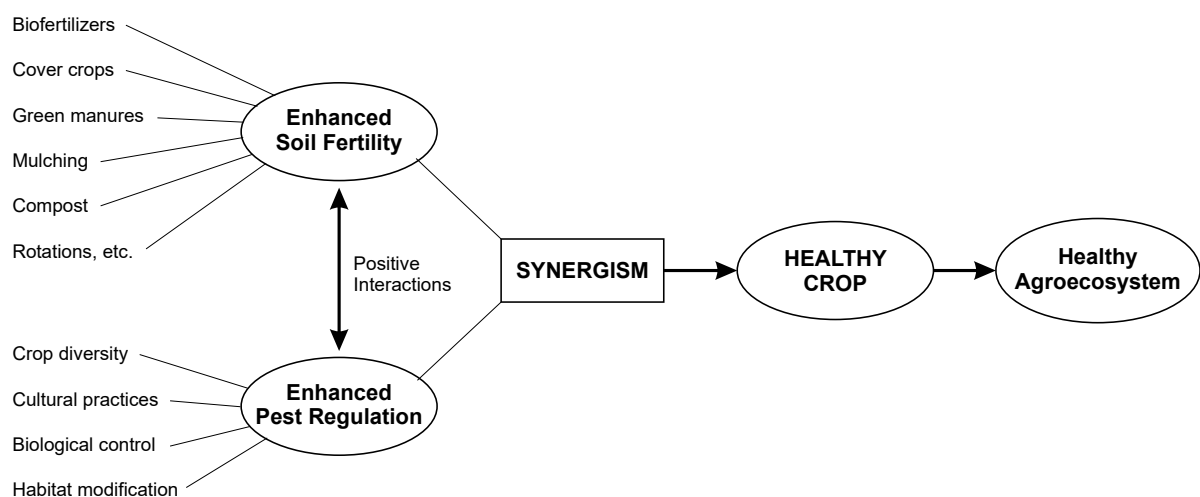 Biofertilizers
Cover crops
Green manures
Mulching
Compost
Rotations, etc.
Enhanced
Soil Fertility
Positive
Interactions
Crop diversity
Cultural practices
Biological control
Habitat modification
Enhanced
Pest Regulation
SYNERGISM
HEALTHY
CROP
Healthy
Agroecosystem